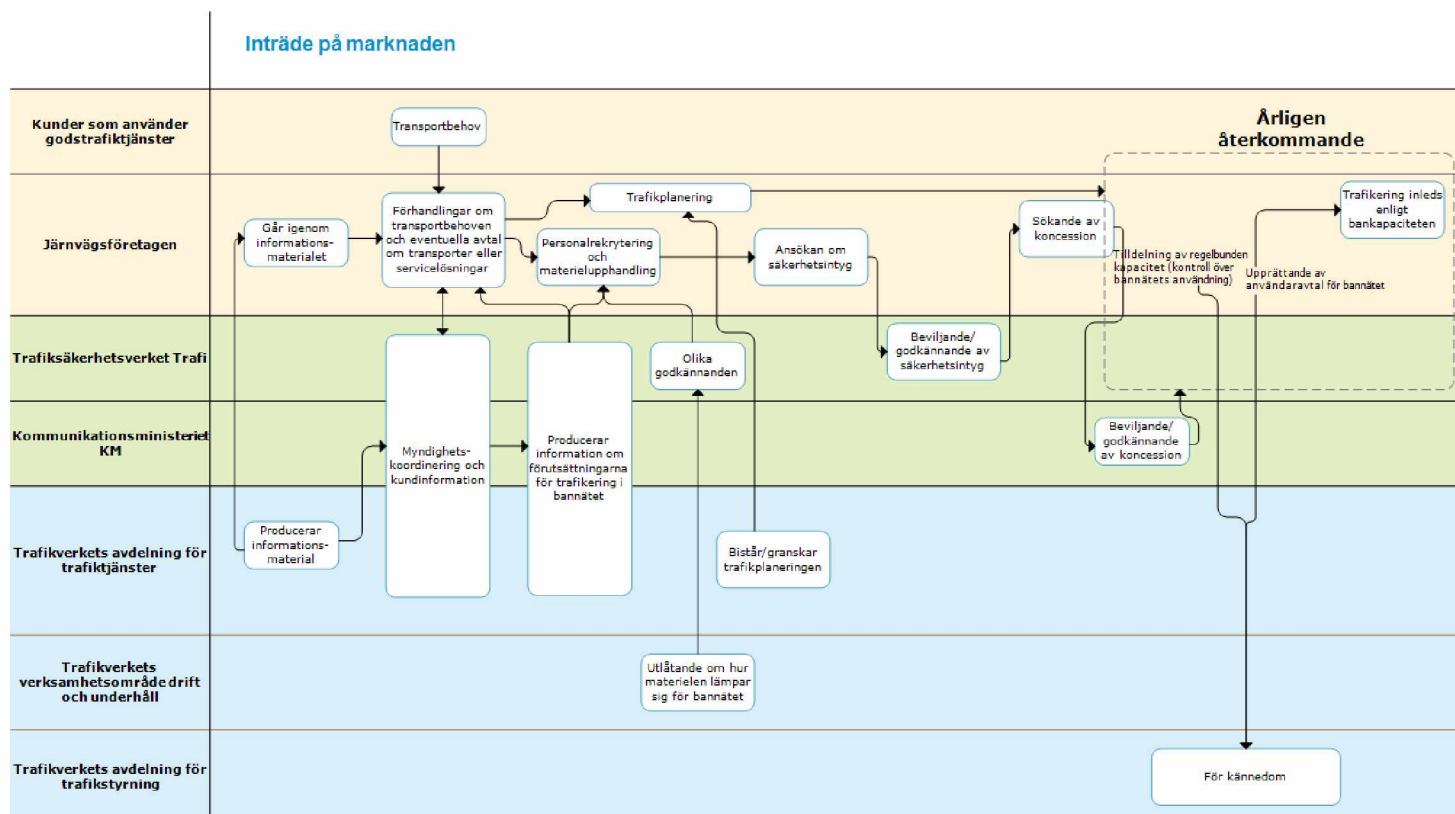 Inträde på marknaden
Kunder som använder
godstrafiktjänster
Transportbehov
Årligen
återkommande
Järnvägsföretagen
Går igenom
informations-
materialet
Förhandlingar om
transportbehoven
och eventuella avtal
om transporter eller
servicelösningar
Trafikplanering
Personalrekrytering
och
materielupphandling
Ansökan om
säkerhetsintyg
Sökande av
koncession
Tilldelning av regelbunden
kapacitet (kontroll över
bannätets användning)
Upprättande av
användaravtal för bannätet
Trafikering inleds
enligt
bankapaciteten
Trafiksäkerhetsverket Trafi
Olika
godkännanden
Beviljande/
godkännande av
säkerhetsintyg
Kommunikationsministeriet
KM
Myndighets-
koordinering och
kundinformation
Producerar
information om
förutsättningarna
för trafikering i
bannätet
Beviljande/
godkännande
av koncession
Trafikverkets avdelning för
trafiktjänster
Producerar
informations-
material
Bistår/granskar
trafikplaneringen
Trafikverkets
verksamhetsområde drift
och underhåll
Utlåtande om hur
materielen lämpar
sig för bannätet
Trafikverkets avdelning för
trafikstyrning
För kännedom